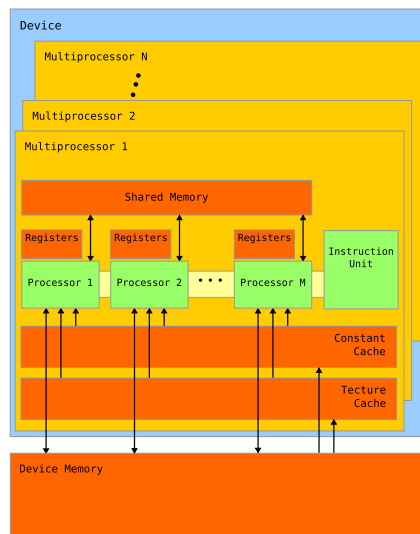 Device
Multiprocessor N
Multiprocessor 2
Multiprocessor 1
Shared Memory
Registers Registers Registers
Processor 1 Processor 2 Processor M
Instruction
Unit
Constant
Cache
Tecture
Cache
Device Memory